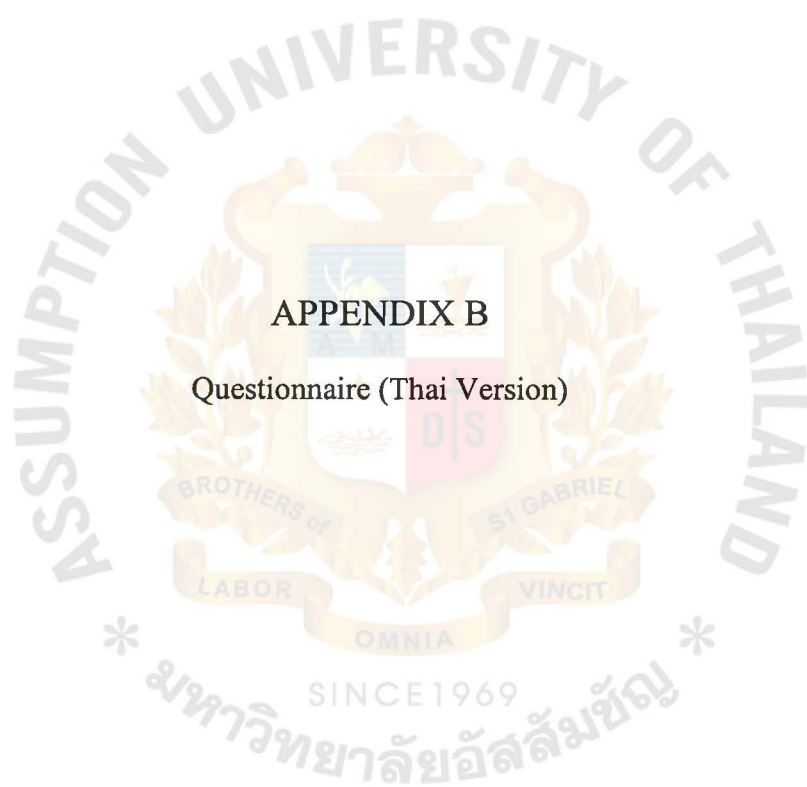 ASSUMPTION UNIVERSITY OF THAILAND
APPENDIX B
A M
Questionnaire (Thai Version)
D S
BROTHERS of
ST GABRIEL
LABOR
VINCIT
OMNIA
* *
SINCE1969
มหาวิทยาลัยอัสสัมชัญ